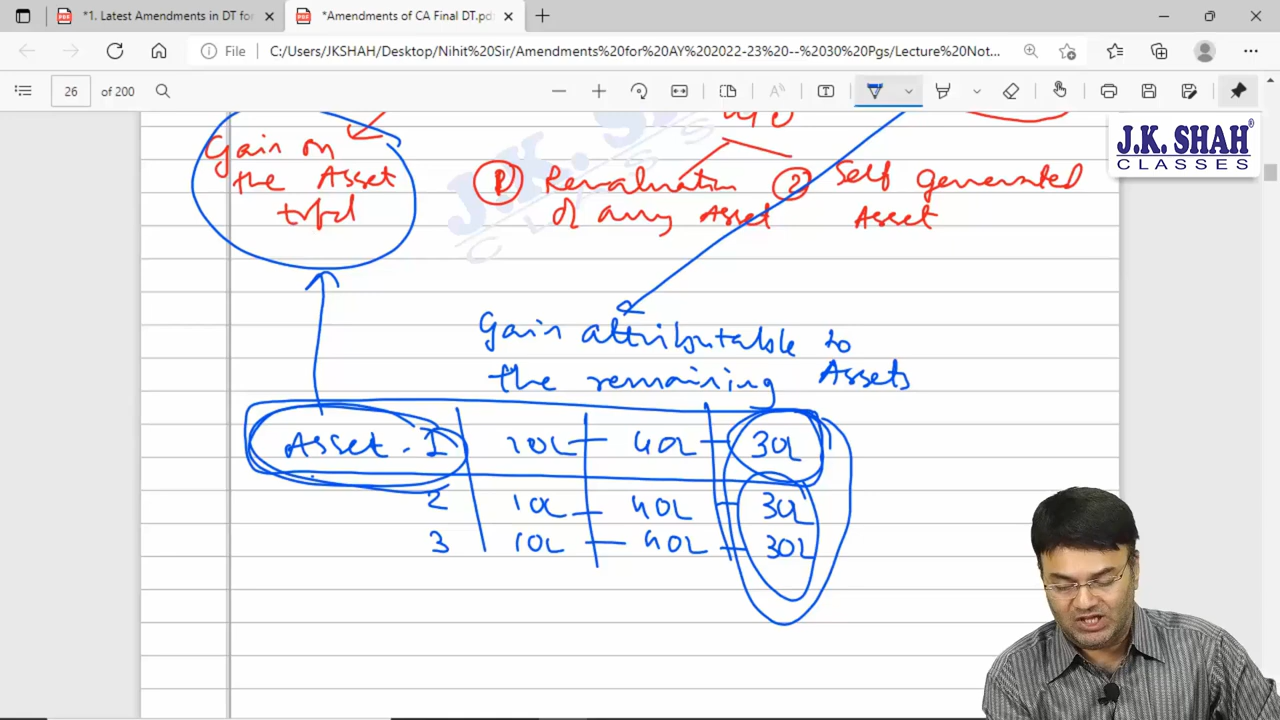 *1. Latest Amendments in DT for
*Amendments of CA Final DT.pdf
File
C:/Users/JKSHAH/Desktop/Nihit%20Sir/Amendments%20for%20AY%202022-23%20--%2030%20Pgs/Lecture%20Not...
26 of 200
J.K. SHAH
CLASSES
Gain on
the Asset
trfd
1 Revaluation
of any Asset
2 Self generated
Asset
Gain attributable to
the remaining Assets
Asset - 1 10L 40L 30L
2 10L 40L 30L
3 10L 40L 30L